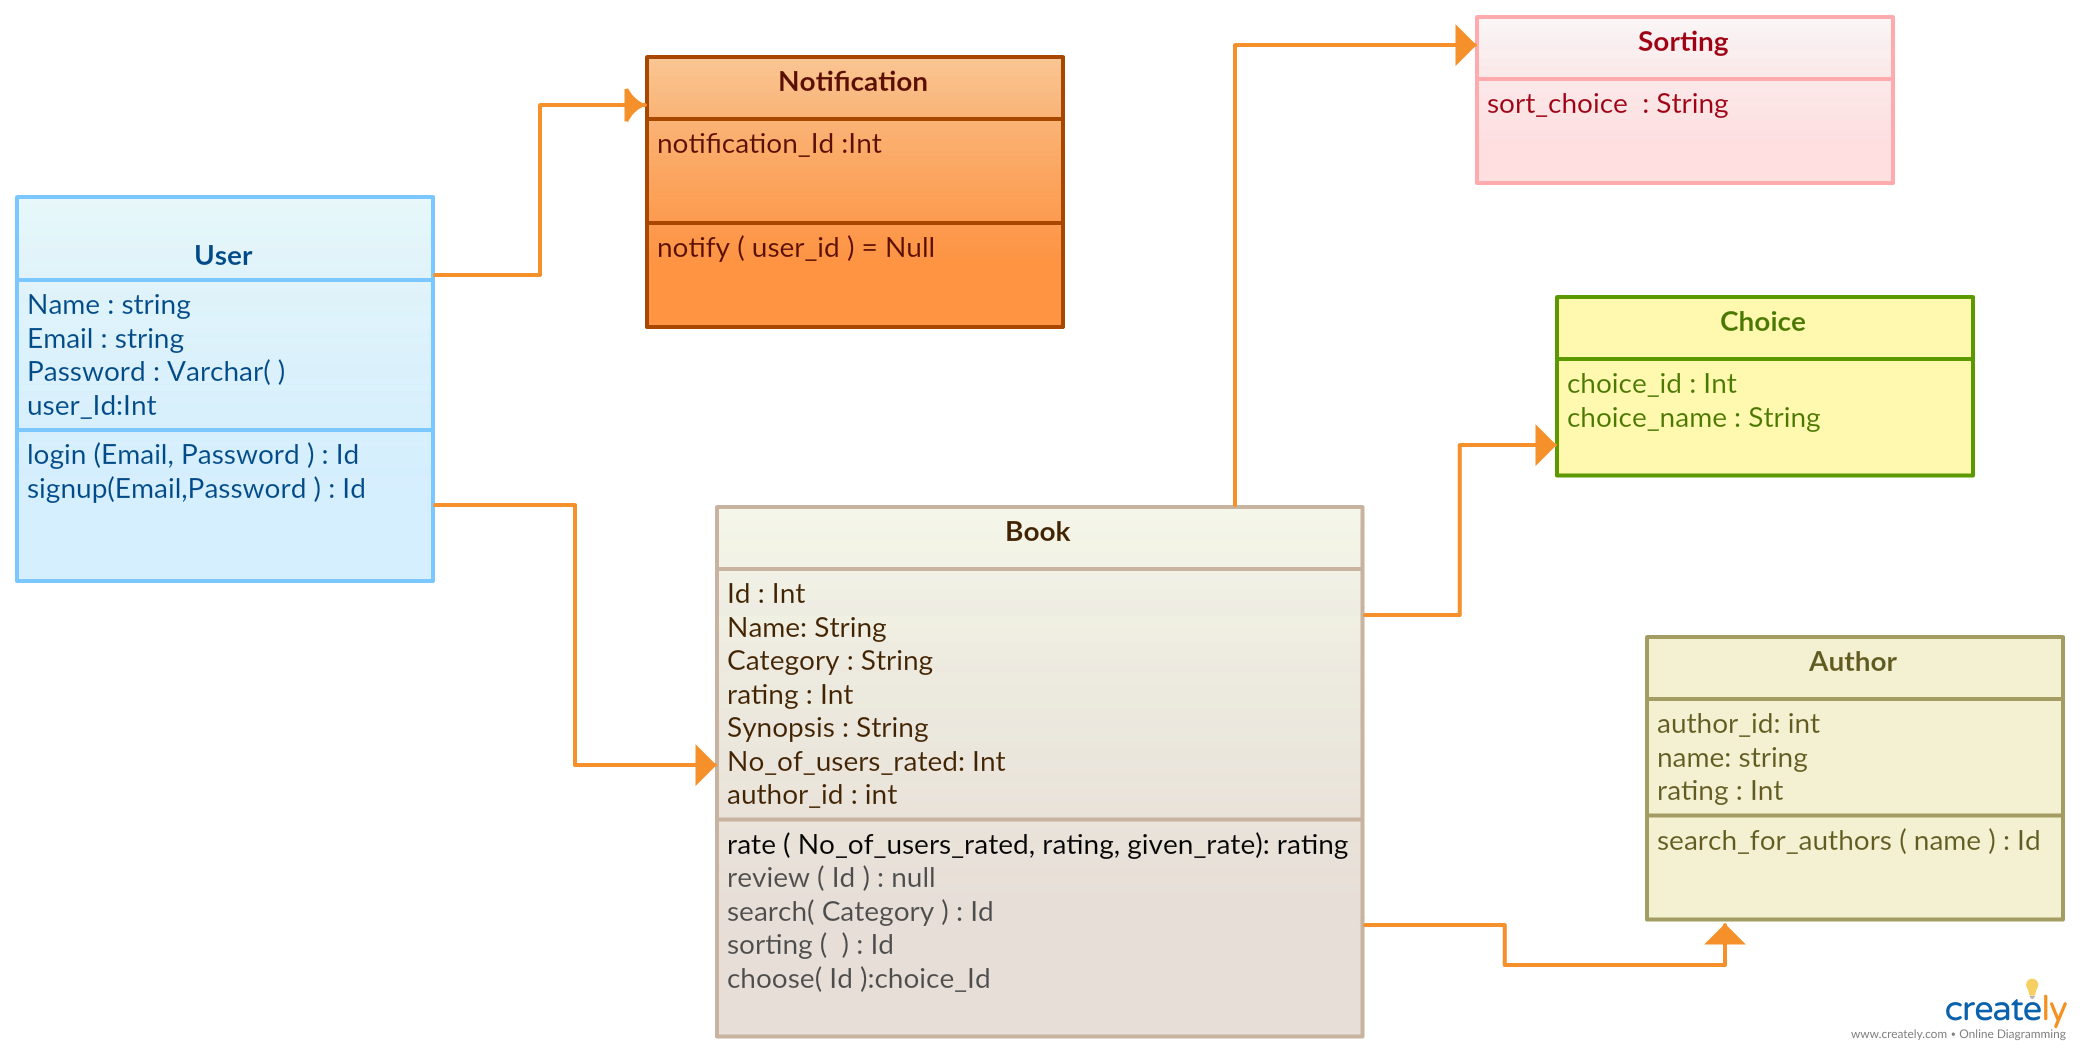 Notification
notification_Id :Int
notify ( user_id ) = Null
Sorting
sort_choice  : String
User
Name : string
Email : string
Password : Varchar( )
user_Id:Int
login (Email, Password ) : Id
signup(Email,Password ) : Id
Choice
choice_id : Int
choice_name : String
Book
Id : Int
Name: String
Category : String
rating : Int
Synopsis : String
No_of_users_rated: Int
author_id : int
rate ( No_of_users_rated, rating, given_rate): rating
review ( Id ) : null
search( Category ) : Id
sorting (  ) : Id
choose( Id ):choice_Id
Author
author_id: int
name: string
rating : Int
search_for_authors ( name ) : Id
creately
www.creately.com • Online Diagramming